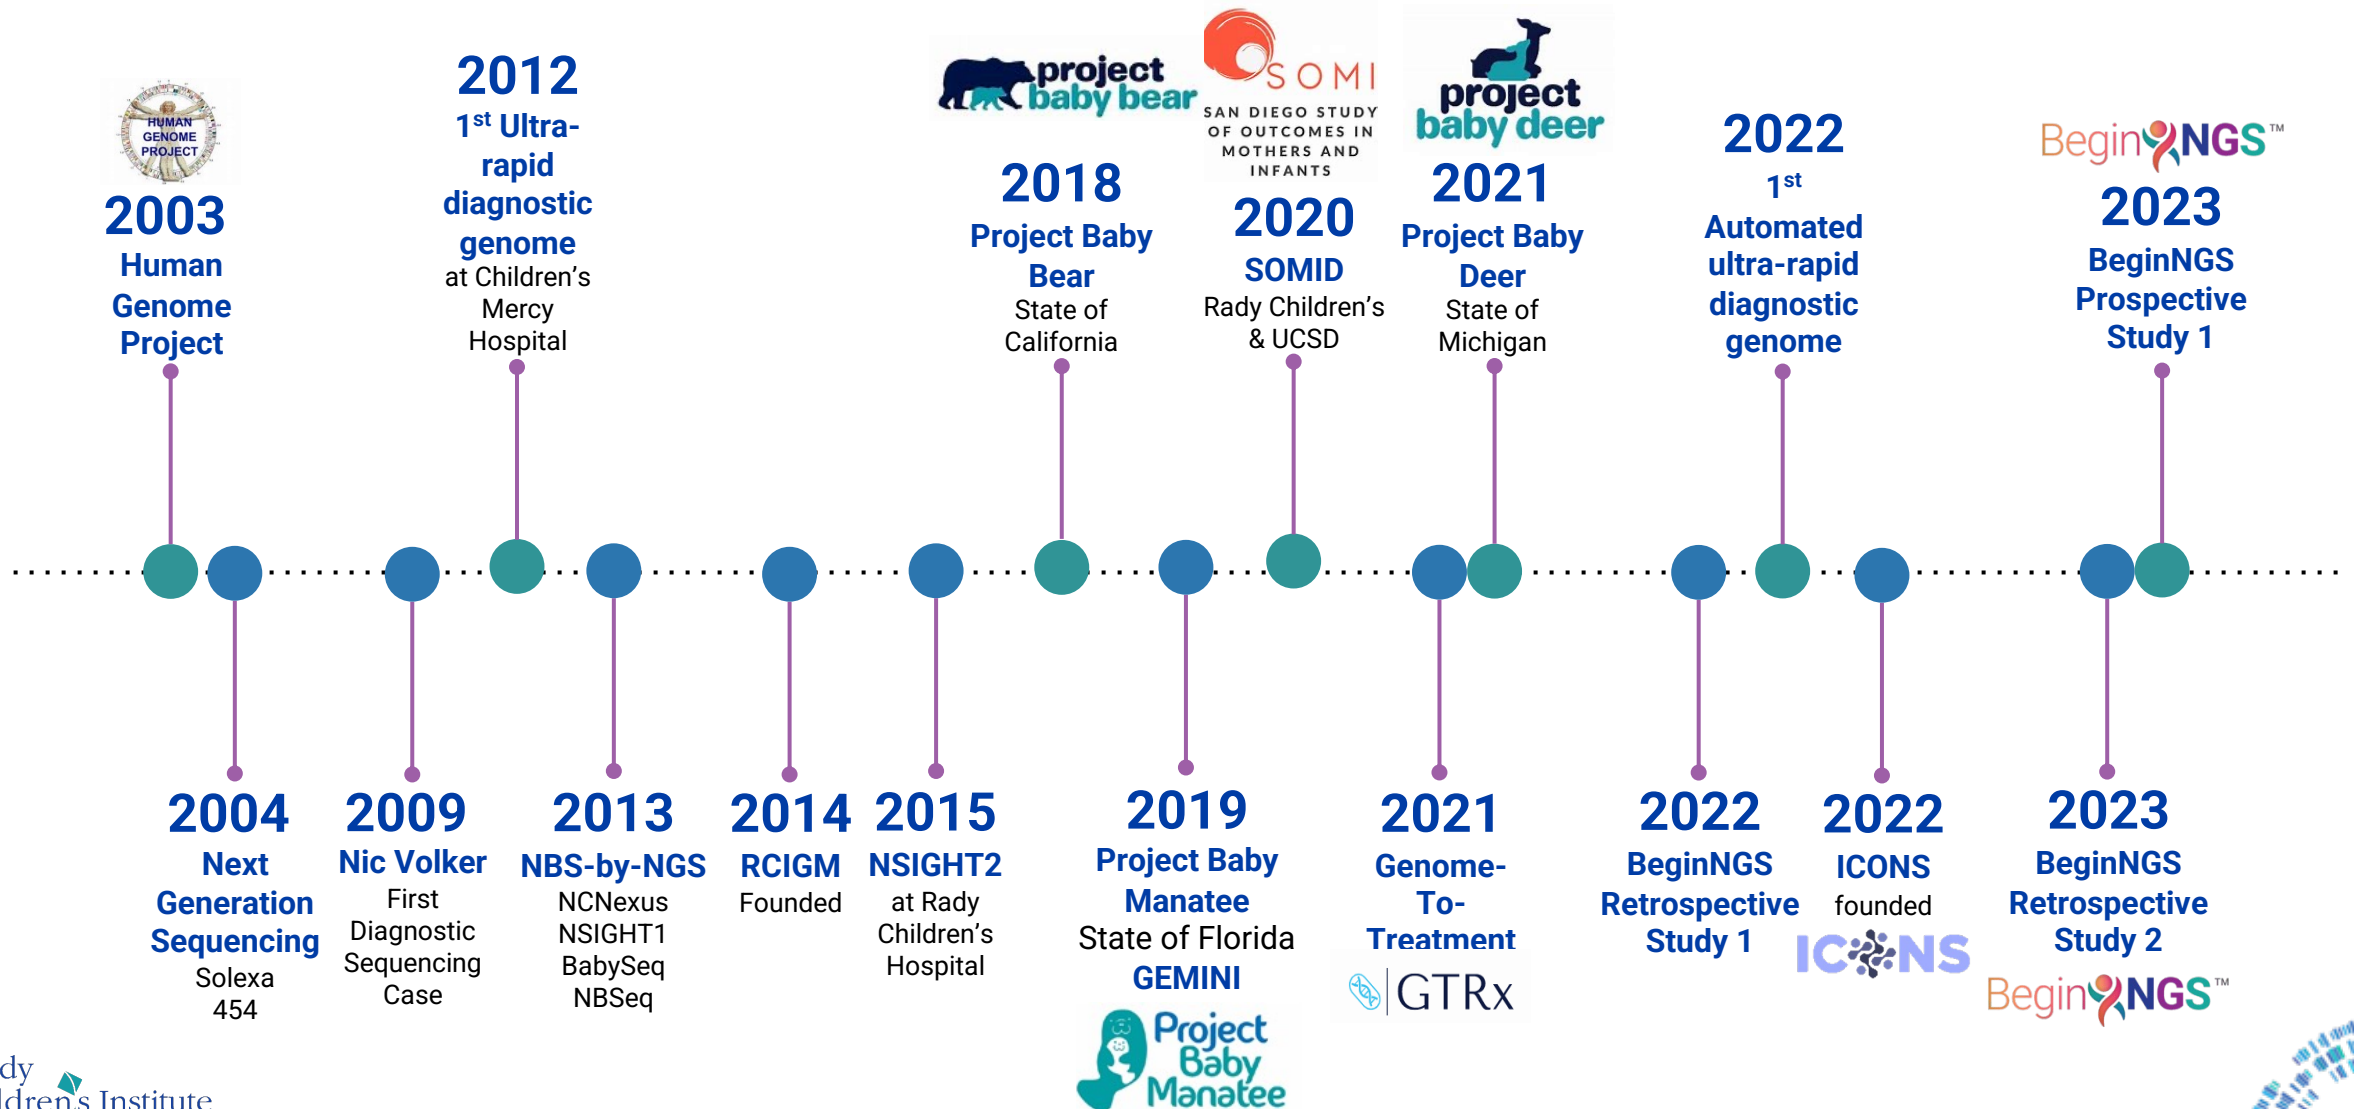 HUMAN
GENOME
PROJECT
2003
Human
Genome
Project
2012
1st Ultra-
rapid
diagnostic
genome
at Children's
Mercy
Hospital
project
baby bear
2018
Project Baby
Bear
State of
California
SOMI
SAN DIEGO STUDY
OF OUTCOMES IN
MOTHERS AND
INFANTS
2020
SOMID
Rady Children's
& UCSD
project
baby deer
2021
Project Baby
Deer
State of
Michigan
2022
1st
Automated
ultra-rapid
diagnostic
genome
BeginNGS™
2023
BeginNGS
Prospective
Study 1
2004
Next
Generation
Sequencing
Solexa
454
2009
Nic Volker
First
Diagnostic
Sequencing
Case
2013
NBS-by-NGS
NCNexus
NSIGHT1
BabySeq
NBSeq
2014
RCIGM
Founded
2015
NSIGHT2
at Rady
Children's
Hospital
2019
Project Baby
Manatee
State of Florida
GEMINI
Project
Baby
Manatee
2021
Genome-
To-
Treatment
GTRx
2022
BeginNGS
Retrospective
Study 1
2022
ICONS
founded
ICONS
2023
BeginNGS
Retrospective
Study 2
BeginNGS™
dy
ldren's Institute